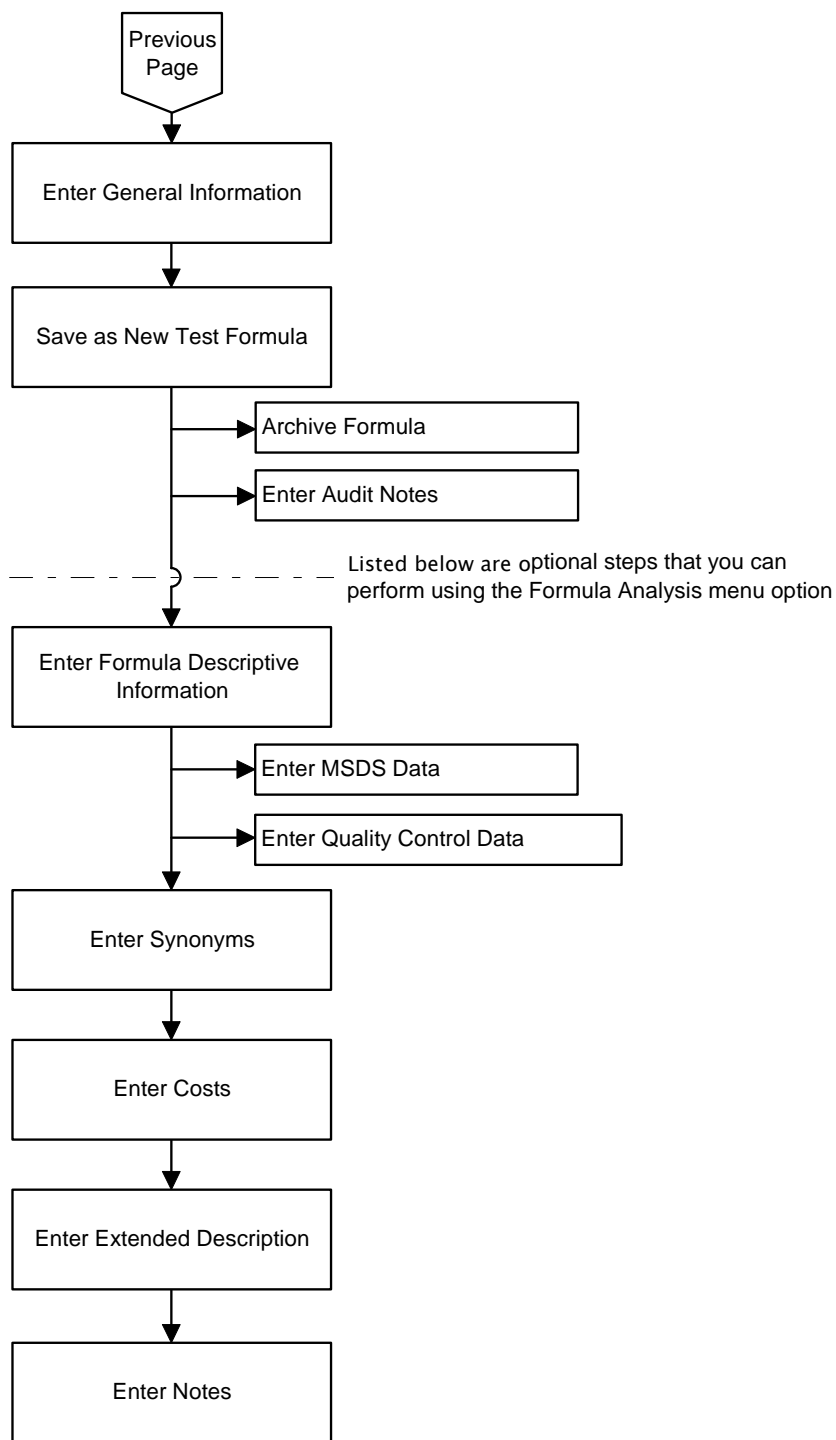 Previous
Page
Enter General Information
Save as New Test Formula
Archive Formula
Enter Audit Notes
Listed below are optional steps that you can
perform using the Formula Analysis menu option
Enter Formula Descriptive
Information
Enter MSDS Data
Enter Quality Control Data
Enter Synonyms
Enter Costs
Enter Extended Description
Enter Notes